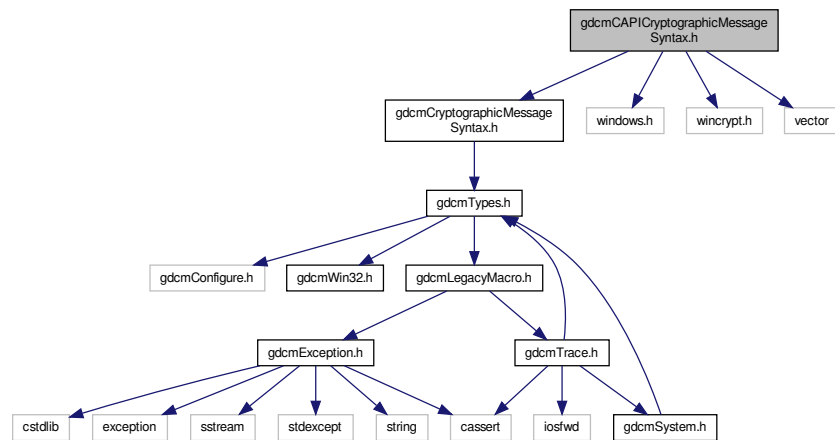 gdcmCAPICryptographicMessage
Syntax.h
gdcmCryptographicMessage
Syntax.h
windows.h
wincrypt.h
vector
gdcmTypes.h
gdcmConfigure.h
gdcmWin32.h
gdcmLegacyMacro.h
gdcmException.h
gdcmTrace.h
cstdlib
exception
sstream
stdexcept
string
cassert
iosfwd
gdcmSystem.h